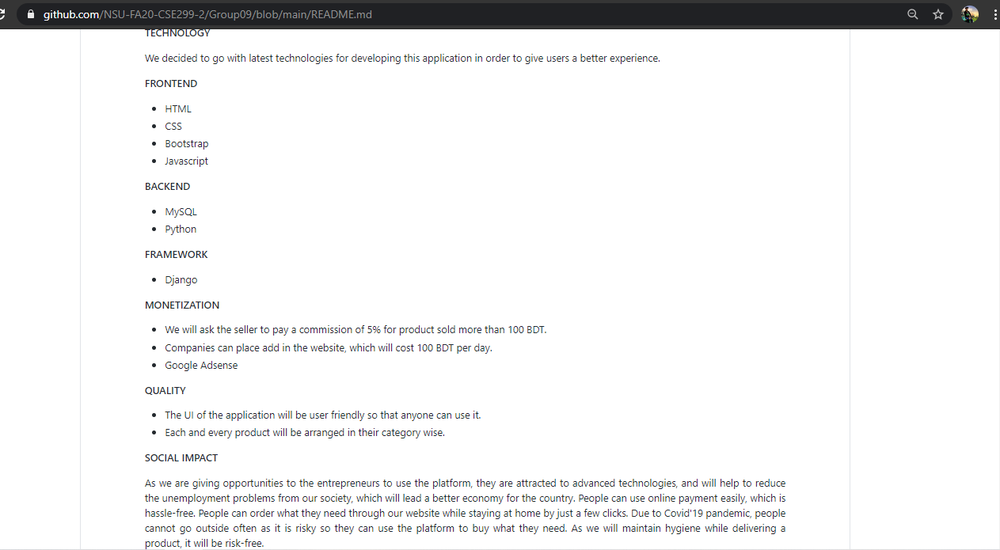 github.com/NSU-FA20-CSE299-2/Group09/blob/main/README.md
TECHNOLOGY
We decided to go with latest technologies for developing this application in order to give users a better experience.
FRONTEND
HTML
CSS
Bootstrap
Javascript
BACKEND
MySQL
Python
FRAMEWORK
Django
MONETIZATION
We will ask the seller to pay a commission of 5% for product sold more than 100 BDT.
Companies can place add in the website, which will cost 100 BDT per day.
Google Adsense
QUALITY
The UI of the application will be user friendly so that anyone can use it.
Each and every product will be arranged in their category wise.
SOCIAL IMPACT
As we are giving opportunities to the entrepreneurs to use the platform, they are attracted to advanced technologies, and will help to reduce
the unemployment problems from our society, which will lead a better economy for the country. People can use online payment easily, which is
hassle-free. People can order what they need through our website while staying at home by just a few clicks. Due to Covid'19 pandemic, people
cannot go outside often as it is risky so they can use the platform to buy what they need. As we will maintain hygiene while delivering a
product, it will be risk-free.